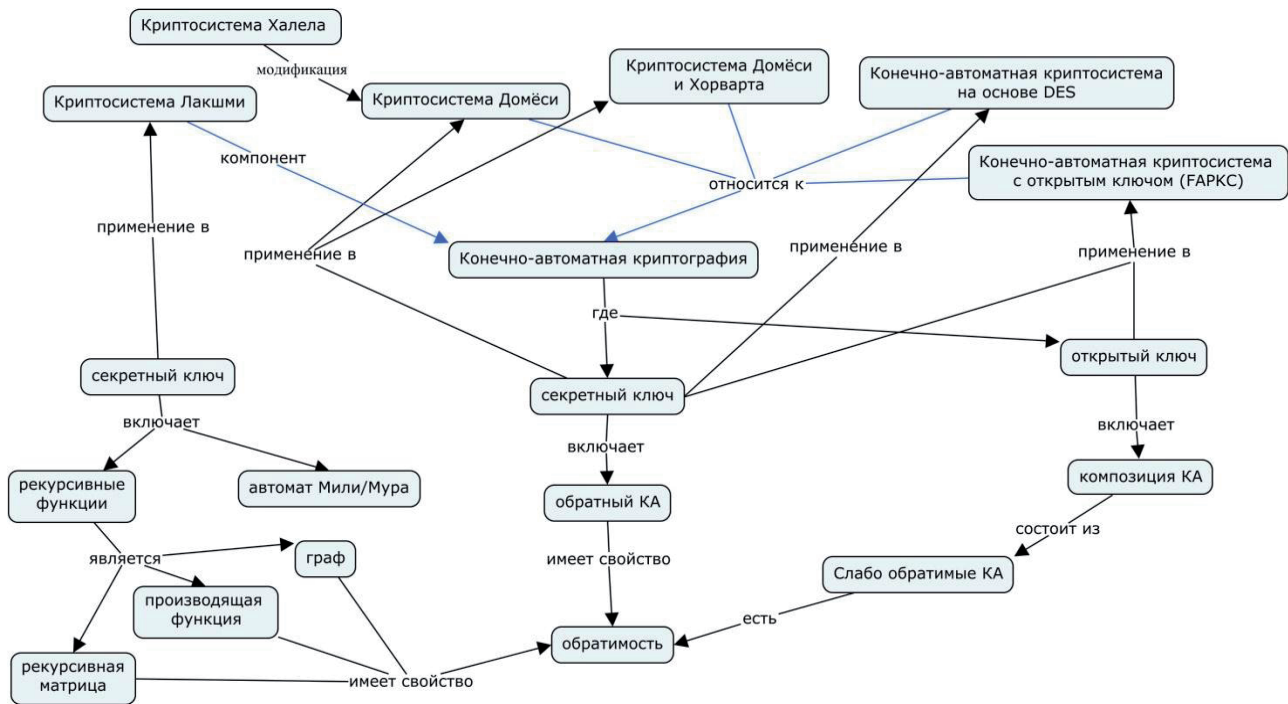 Криптосистема Халела
модификация
Криптосистема Лакшми
Криптосистема Домёси
Криптосистема Домёси
и Хорварта
Конечно-автоматная криптосистема
на основе DES
компонент
относится к
Конечно-автоматная криптосистема
с открытым ключом (FAPKC)
применение в
применение в
применение в
применение в
Конечно-автоматная криптография
где
секретный ключ
секретный ключ
открытый ключ
включает
включает
включает
рекурсивные
функции
автомат Мили/Мура
обратный КА
композиция КА
является
граф
имеет свойство
состоит из
производящая
функция
Слабо обратимые КА
есть
обратимость
рекурсивная
матрица
имеет свойство